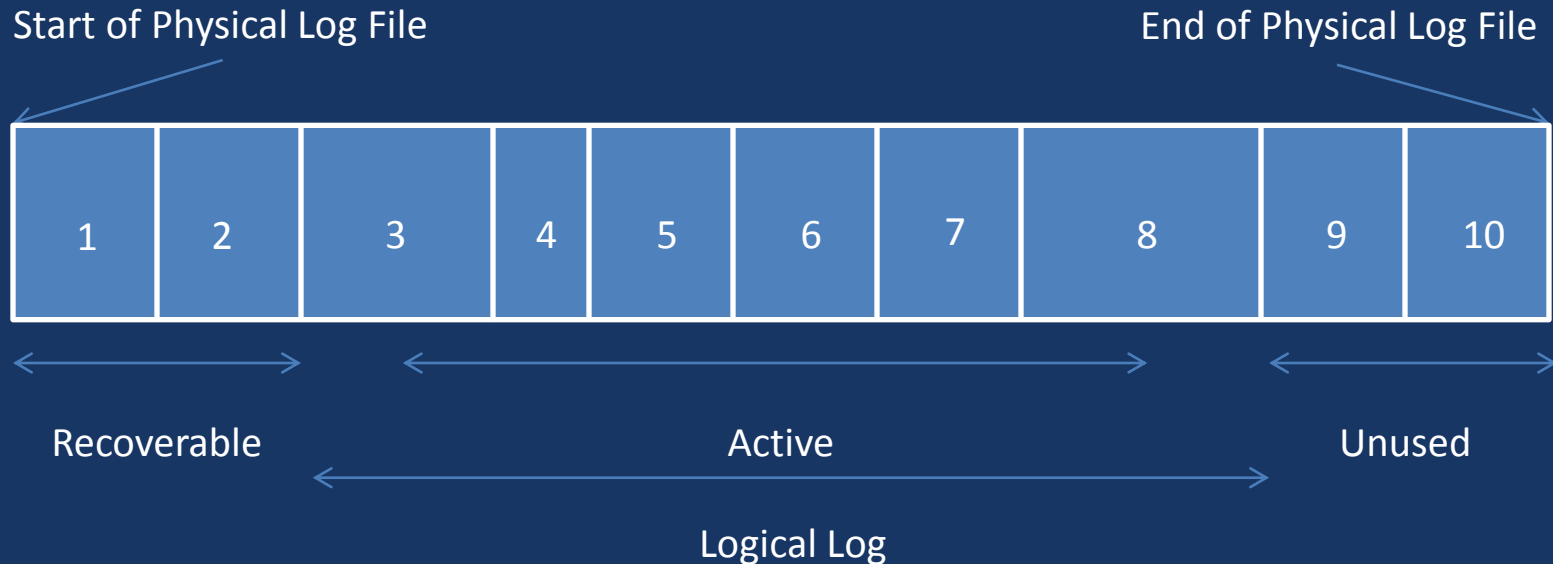 Start of Physical Log File
End of Physical Log File
1
2
3
4
5
6
7
8
9
10
Recoverable
Active
Unused
Logical Log